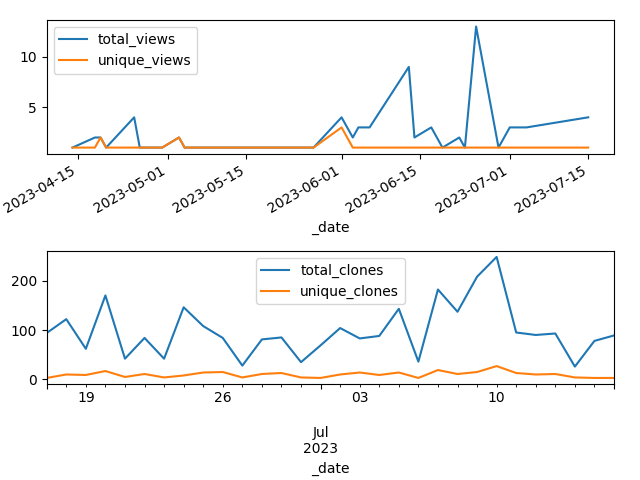 10
5
total_views
unique_views
2023-04-15
2023-05-01
2023-05-15
2023-06-01
2023-06-15
2023-07-01
2023-07-15
_date
200
100
0
total_clones
unique_clones
19
26
03
10
Jul
2023
_date